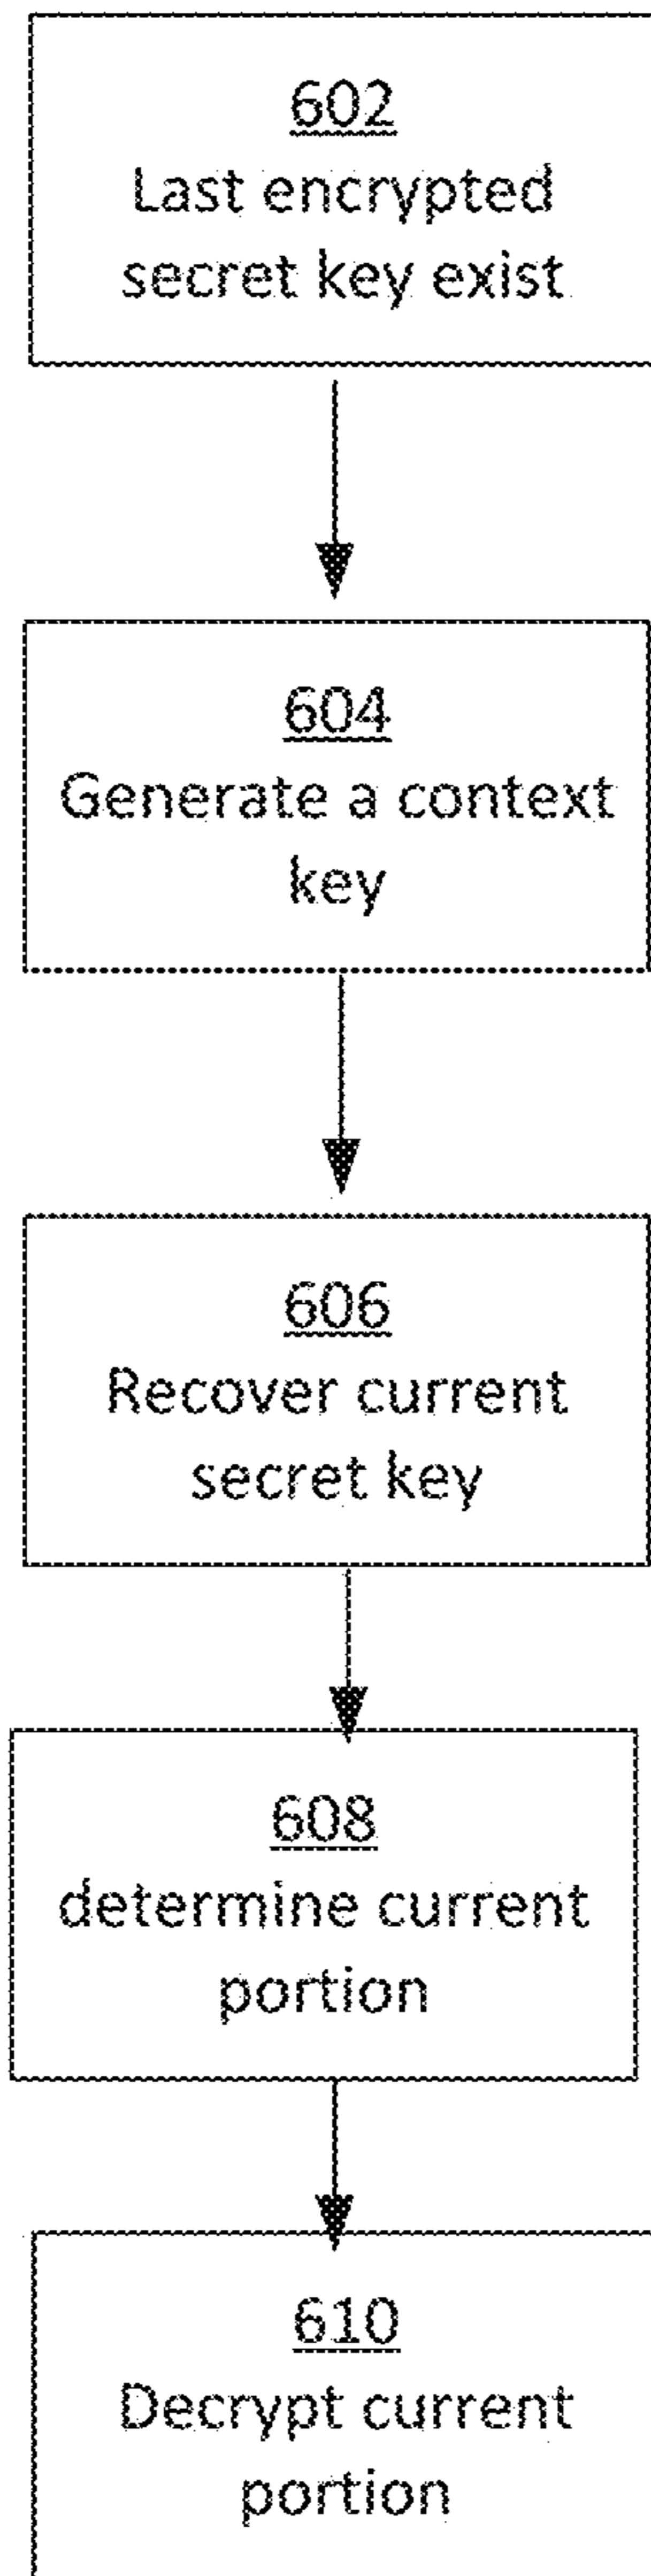 602
Last encrypted
secret key exist
604
Generate a context
key
606
Recover current
secret key
608
determine current
portion
610
Decrypt current
portion